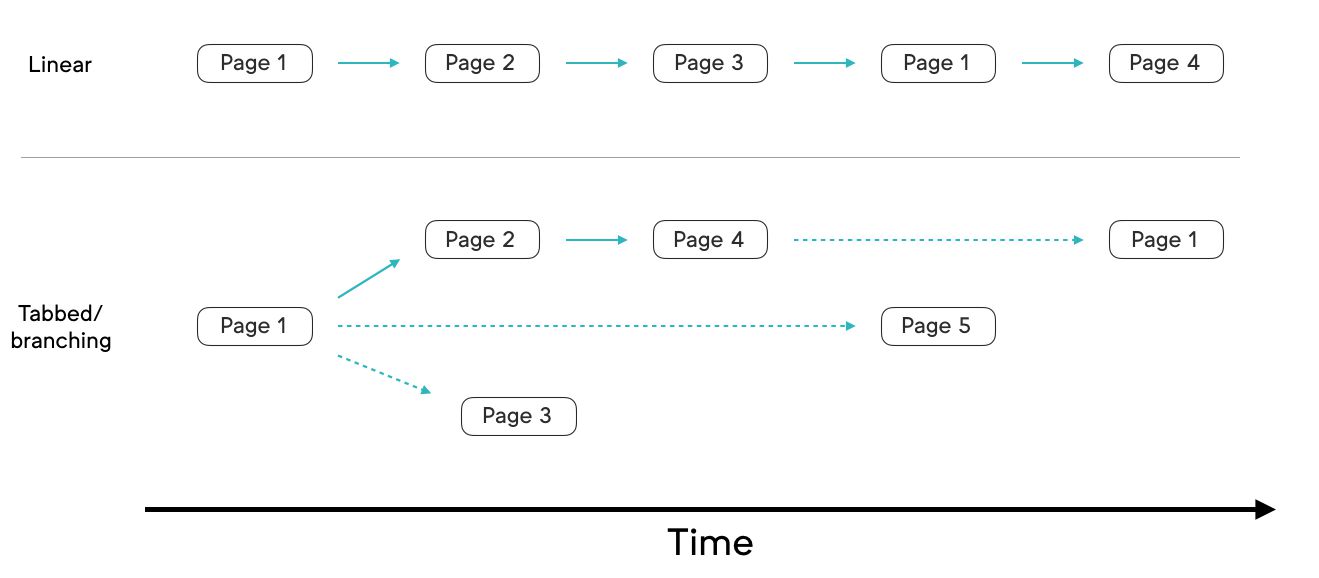 Linear
Page 1
Page 2
Page 3
Page 1
Page 4
Page 2
Page 4
Page 1
Tabbed/
branching
Page 1
Page 5
Page 3
Time